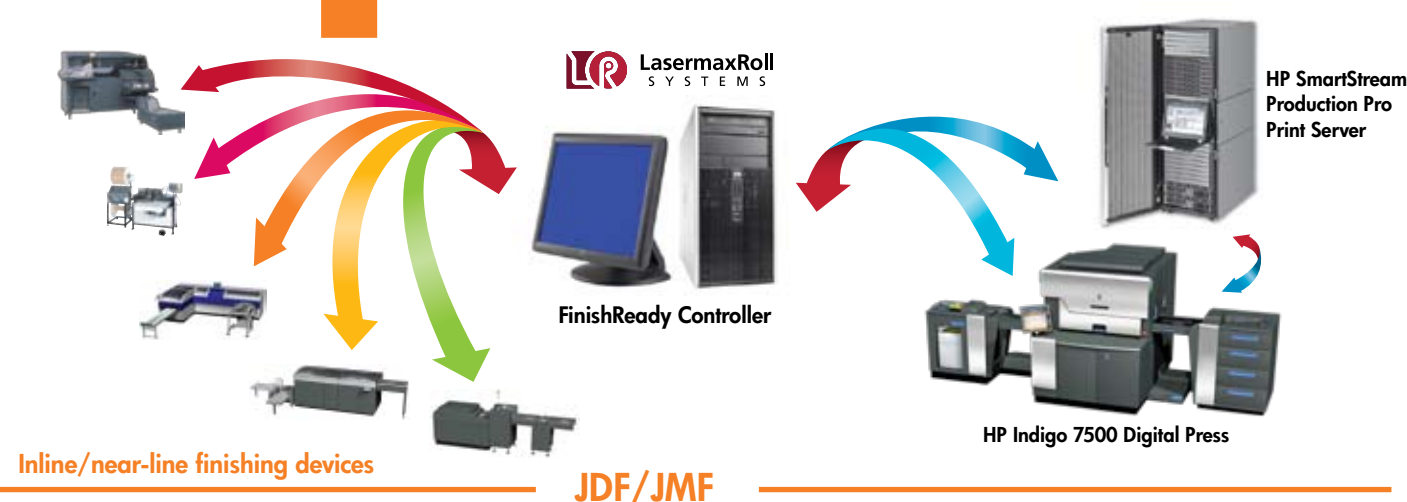 LasermaxRoll
SYSTEMS
HP SmartStream
Production Pro
Print Server
FinishReady Controller
HP Indigo 7500 Digital Press
Inline/near-line finishing devices
JDF/JMF